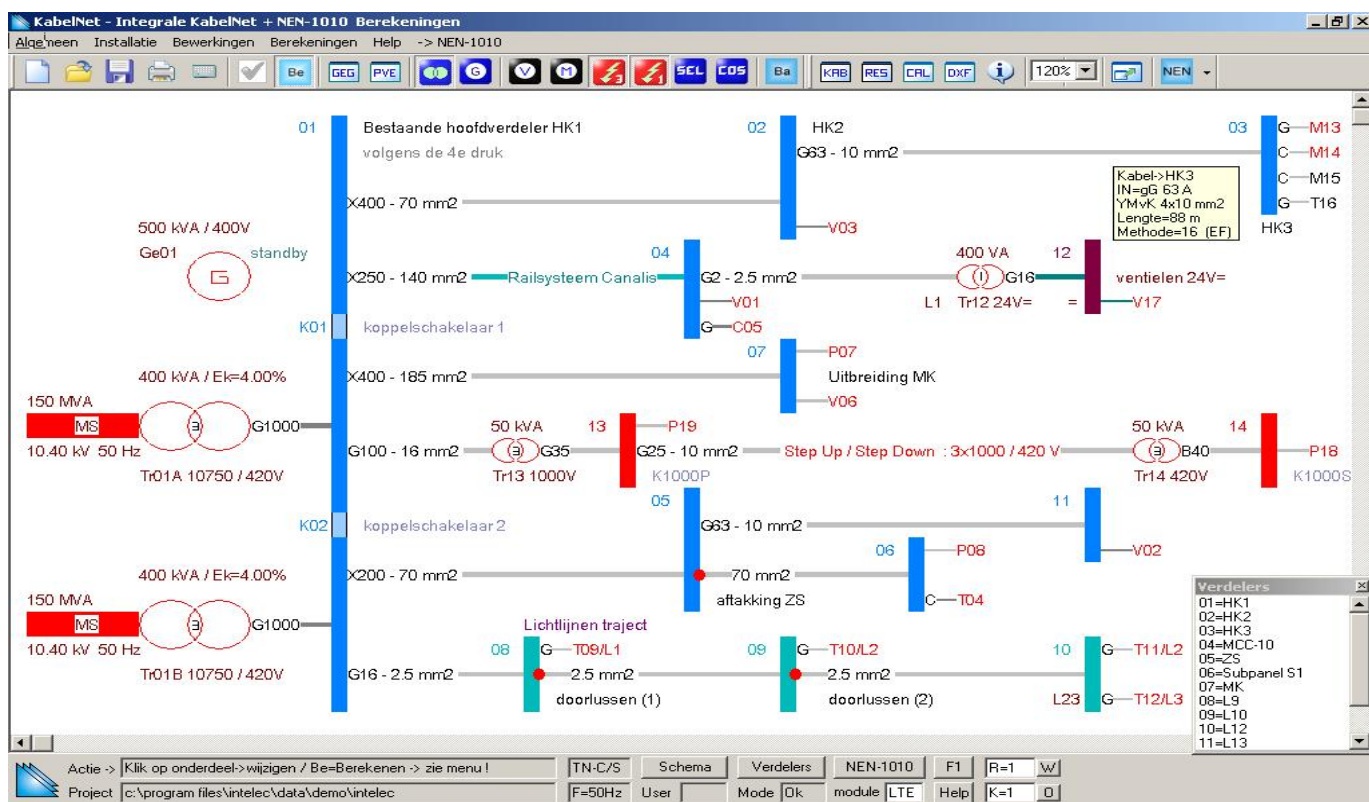 KabelNet - Integrale KabelNet + NEN-1010 Berekeningen
Algemeen Installatie Bewerkingen Berekeningen Help -> NEN-1010
Be GEG PVE G V M 3 1 SEL COS Ba KAB RES CAL DXF i 120% NEN
01 Bestaande hoofdverdeler HK1 02 HK2 03 G M13
volgens de 4e druk G63 - 10 mm2 C M14
Kabel->HK3
IN=gG 63 A
YMvK 4x10 mm2
Lengte=88 m
Methode=16 (EF)
C M15
X400 - 70 mm2 G T16
500 kVA / 400V V03 HK3
Ge01 standby 04 400 VA 12
G X250 - 140 mm2 Railsysteem Canalis G2 - 2.5 mm2 G16 ventielen 24V=
V01 L1 Tr12 24V= = V17
K01 koppelschakelaar 1 G C05
07 P07
400 kVA / Ek=4.00% X400 - 185 mm2 Uitbreiding MK
150 MVA V06
MS 3 G1000 50 kVA 13 P19 50 kVA 14
10.40 kV 50 Hz G100 - 16 mm2 3 G35 G25 - 10 mm2 Step Up / Step Down : 3x1000 / 420 V 3 B40 P18
Tr01A 10750 / 420V Tr13 1000V K1000P Tr14 420V K1000S
05 11
K02 koppelschakelaar 2 G63 - 10 mm2
06 P08 V02
400 kVA / Ek=4.00% X200 - 70 mm2 70 mm2
150 MVA aftakking ZS C T04
MS 3 G1000 Lichtlijnen traject
10.40 kV 50 Hz 08 G T09/L1 09 G T10/L2 10 G T11/L2
Tr01B 10750 / 420V G16 - 2.5 mm2 2.5 mm2 2.5 mm2
doorlussen (1) doorlussen (2) L23 G T12/L3
Verdelers
01=HK1
02=HK2
03=HK3
04=MCC-10
05=ZS
06=Subpanel S1
07=MK
08=L9
09=L10
10=L12
11=L13
Actie -> Klik op onderdeel->wijzigen / Be=Berekenen -> zie menu ! TN-C/S Schema Verdelers NEN-1010 F1 R=1 W
Project c:\program files\intelec\data\demo\intelec F=50Hz User Mode Ok module LTE Help K=1 O